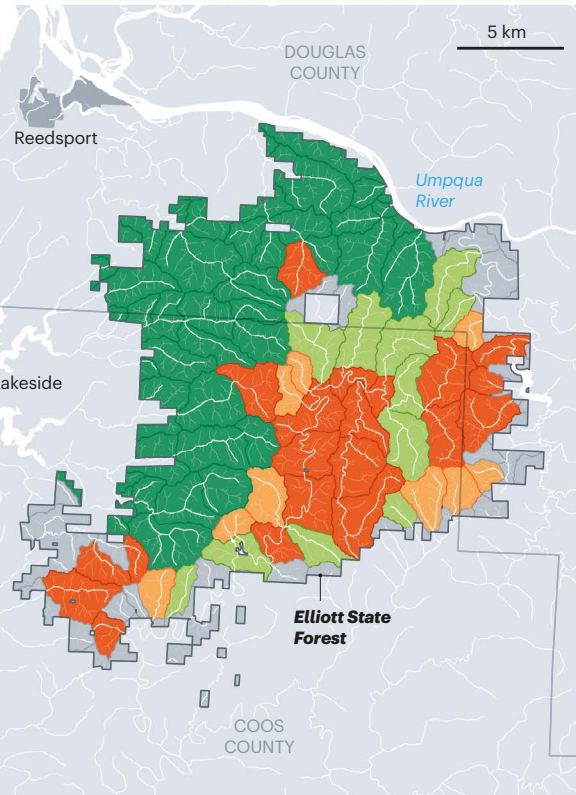 5 km
DOUGLAS
COUNTY
Reedsport
Umpqua
River
akeside
Elliott State
Forest
COOS
COUNTY